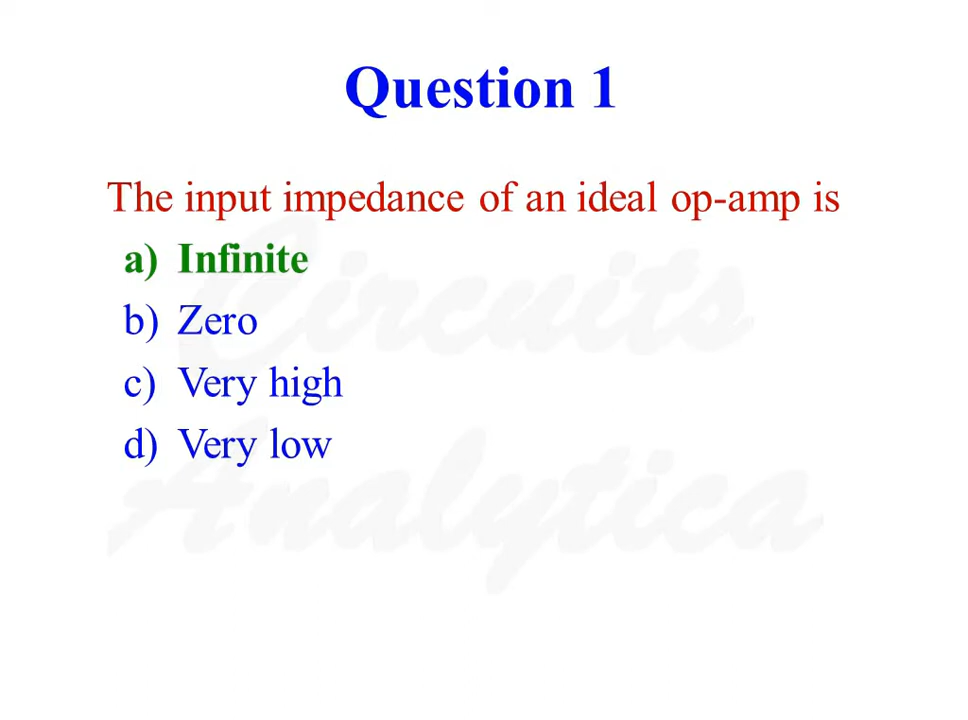 Question 1
The input impedance of an ideal op-amp is
a) Infinite
b) Zero
c) Very high
d) Very low
Circuits
Analytica